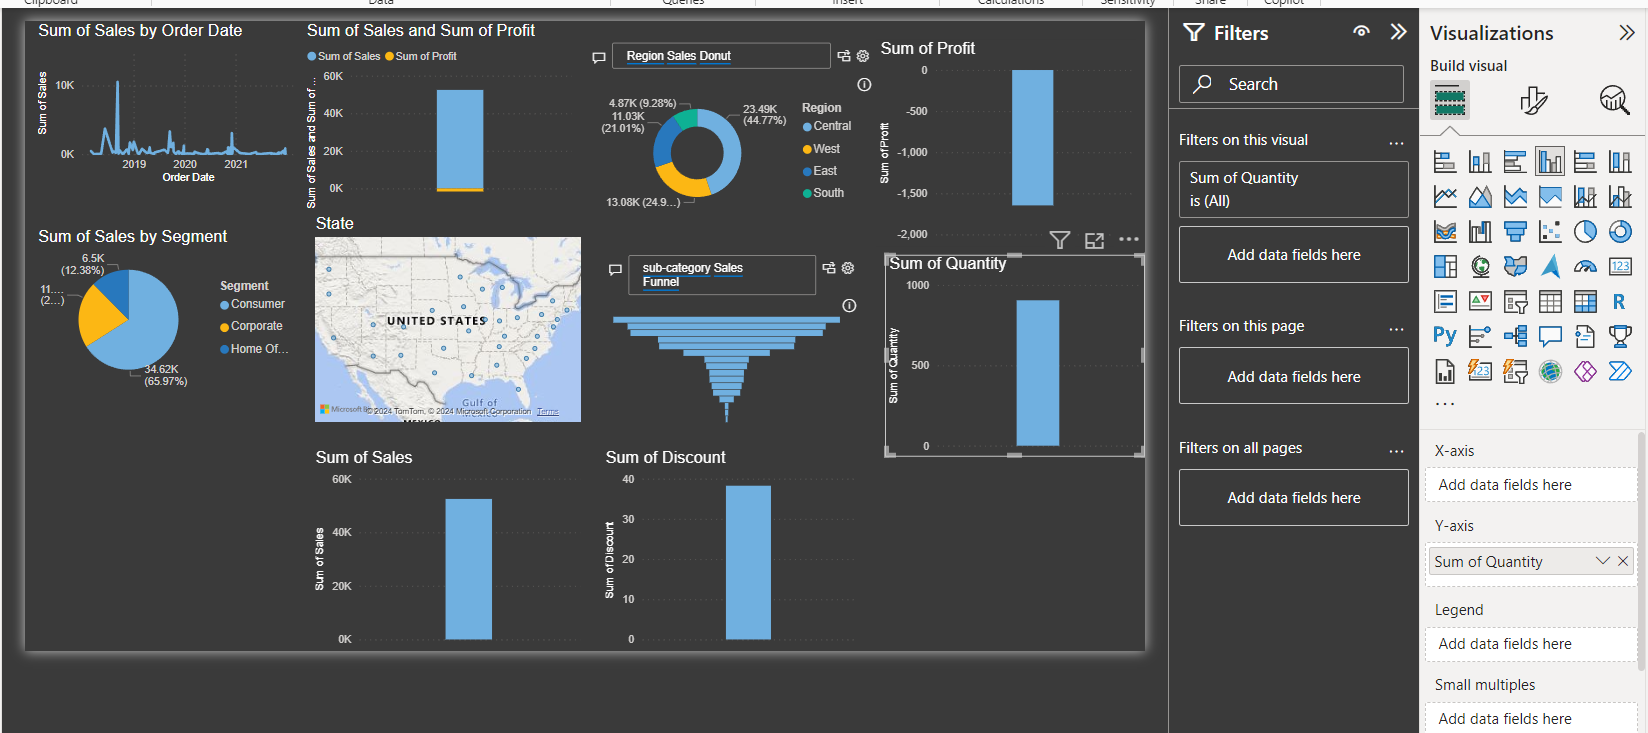 Clipboard
Data
Queries
Insert
Calculations
Sensitivity
Share
Copilot
Sum of Sales by Order Date
Sum of Sales
10K
0K
2019
2020
2021
Order Date
Sum of Sales and Sum of Profit
Sum of Sales
Sum of Profit
Sum of Sales and Sum of ...
60K
40K
20K
0K
Region Sales Donut
4.87K (9.28%)
11.03K
(21.01%)
23.49K
(44.77%)
13.08K (24.9...)
Region
Central
West
East
South
Sum of Profit
Sum of Profit
0
-500
-1,000
-1,500
-2,000
Sum of Sales by Segment
6.5K
(12.38%)
11....
(2...)
34.62K
(65.97%)
Segment
Consumer
Corporate
Home Of...
State
UNITED STATES
Gulf of
Mexico
MEXICO
Microsoft
© 2024 TomTom, © 2024 Microsoft Corporation
Terms
sub-category Sales
Funnel
Sum of Quantity
Sum of Quantity
1000
500
0
Sum of Sales
Sum of Sales
60K
40K
20K
0K
Sum of Discount
Sum of Discount
40
30
20
10
0
Filters
Search
Filters on this visual
...
Sum of Quantity
is (All)
Add data fields here
Filters on this page
...
Add data fields here
Filters on all pages
...
Add data fields here
Visualizations
Build visual
123
R
Py
123
...
X-axis
Add data fields here
Y-axis
Sum of Quantity
Legend
Add data fields here
Small multiples
Add data fields here